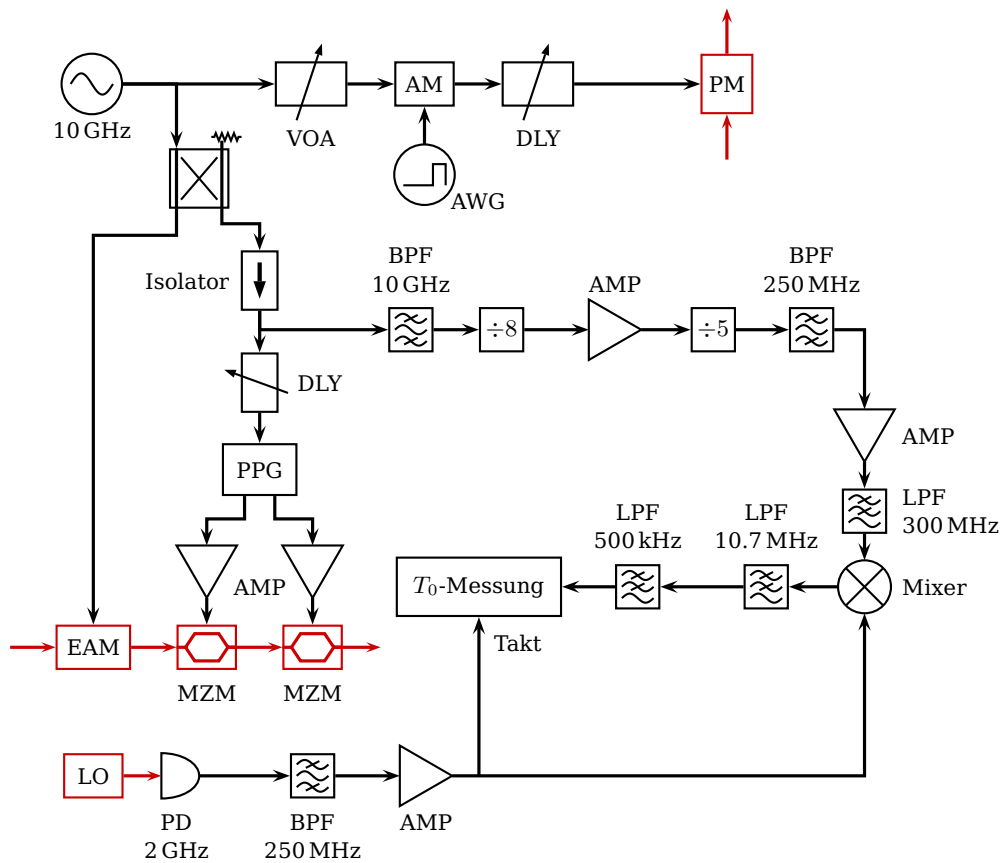 PM
AM
10 GHz
VOA
DLY
AWG
BPF
10 GHz
BPF
250 MHz
Isolator
AMP
÷8
÷5
DLY
AMP
PPG
LPF
300 MHz
LPF
500 kHz
LPF
10.7 MHz
AMP
T₀-Messung
Mixer
EAM
Takt
MZM
MZM
LO
PD
2 GHz
BPF
250 MHz
AMP